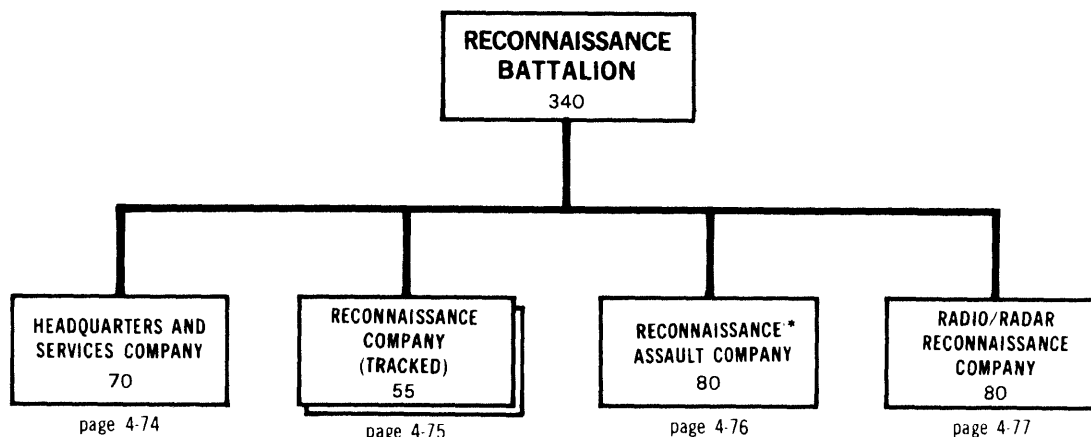 RECONNAISSANCE
BATTALION
340
HEADQUARTERS AND
SERVICES COMPANY
70
page 4-74
RECONNAISSANCE
COMPANY
(TRACKED)
55
page 4-75
RECONNAISSANCE*
ASSAULT COMPANY
80
page 4-76
RADIO/RADAR
RECONNAISSANCE
COMPANY
80
page 4-77